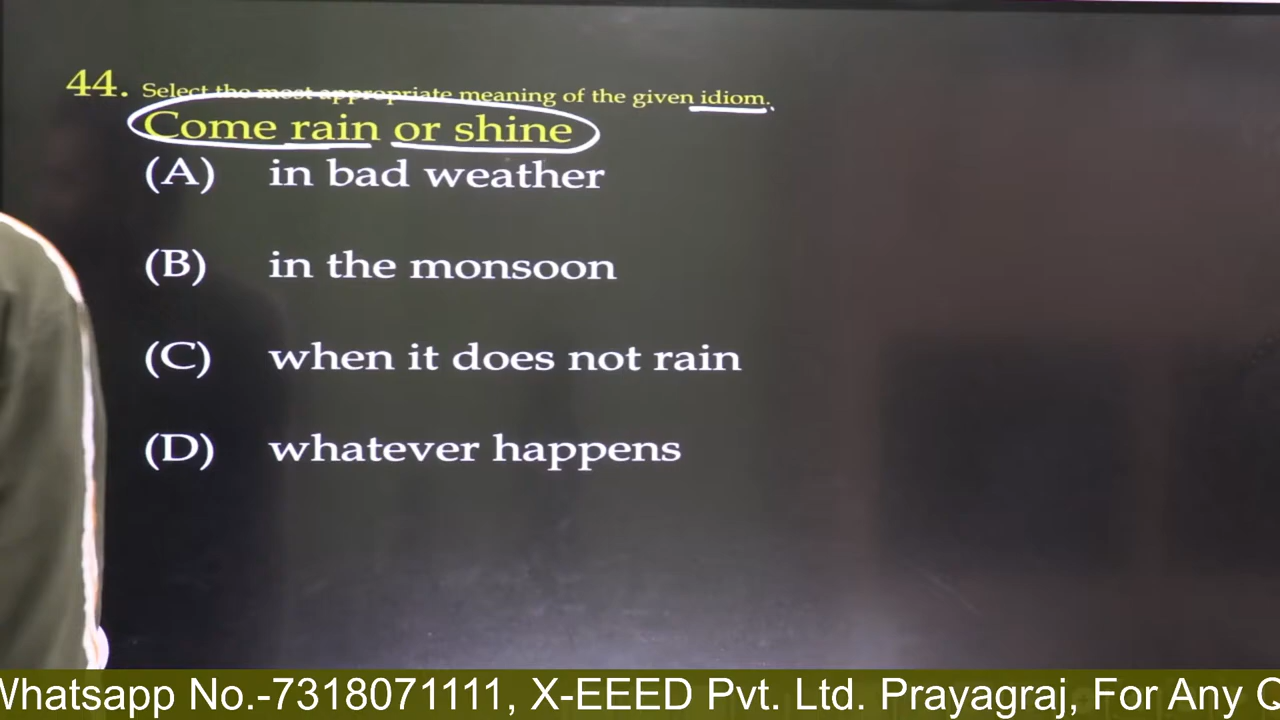 44. Select the most appropriate meaning of the given idiom.
Come rain or shine
(A) in bad weather
(B) in the monsoon
(C) when it does not rain
(D) whatever happens
Whatsapp No.-7318071111, X-EEED Pvt. Ltd. Prayagraj, For Any